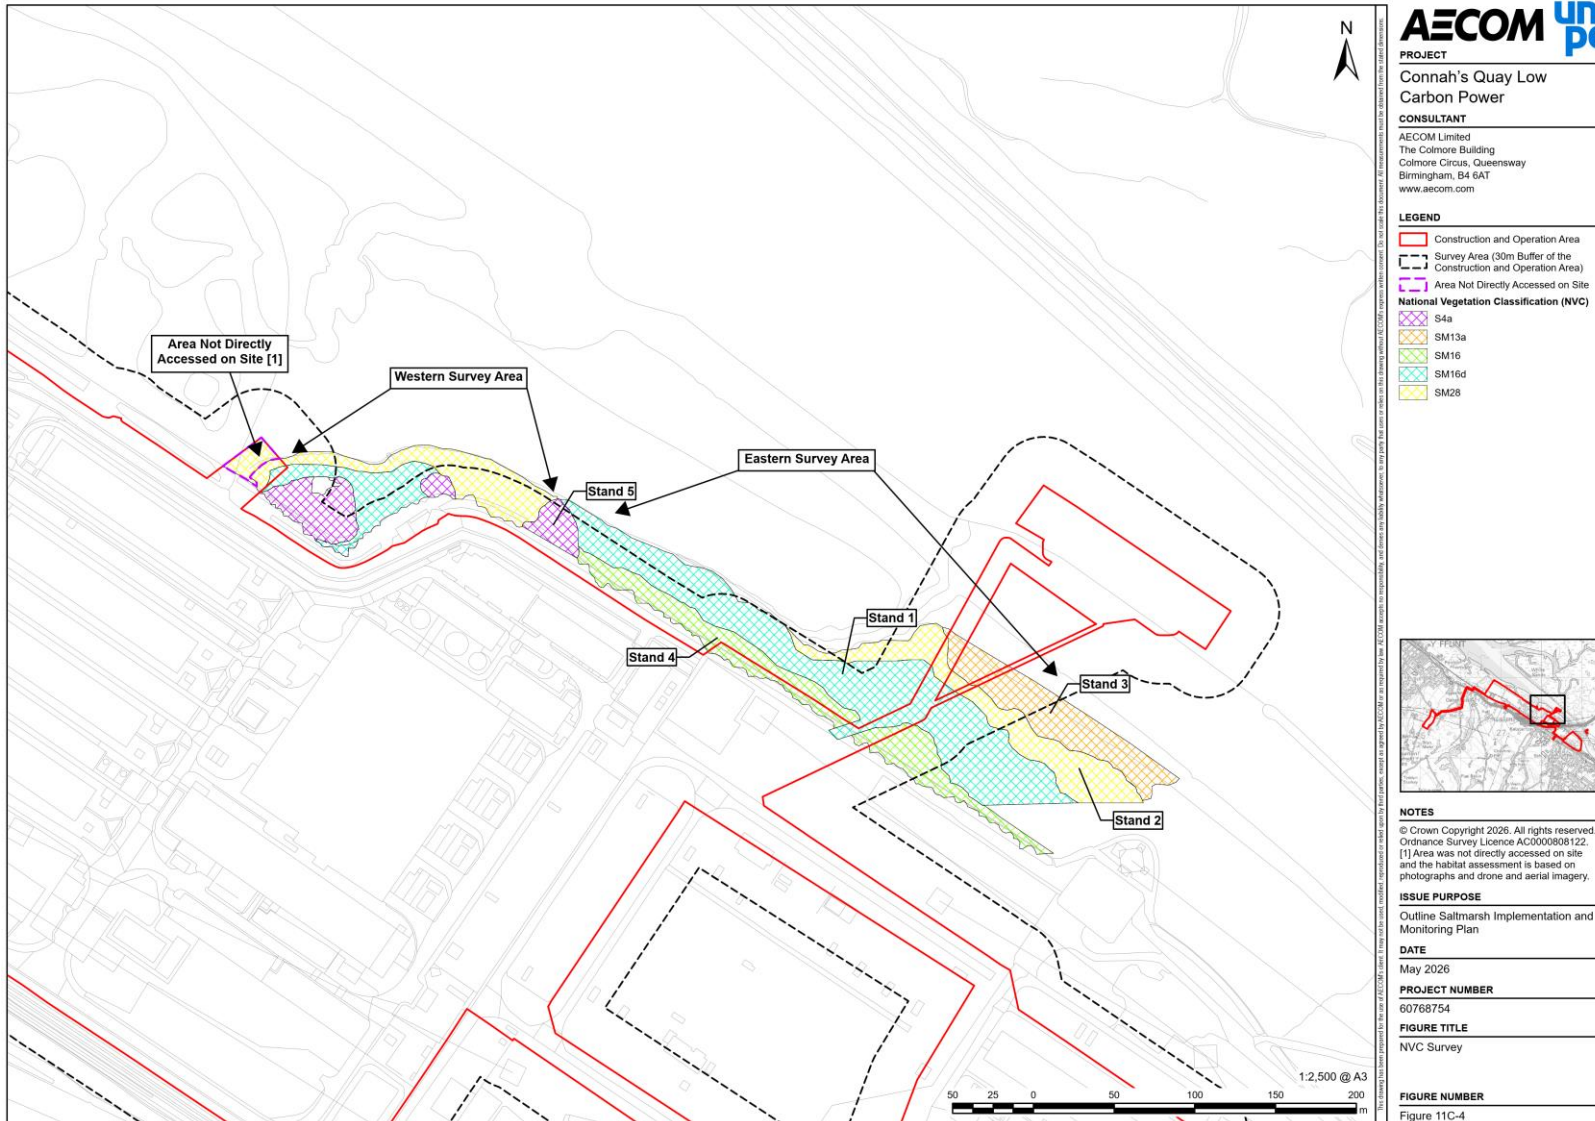 N
Area Not Directly
Accessed on Site [1]
Western Survey Area
Stand 5
Eastern Survey Area
Stand 1
Stand 4
Stand 3
Stand 2
1:2,500 @ A3
50 25 0 50 100 150 200
m
AECOM
PROJECT
Connah's Quay Low
Carbon Power
CONSULTANT
AECOM Limited
The Colmore Building
Colmore Circus, Queensway
Birmingham, B4 6AT
www.aecom.com
LEGEND
Construction and Operation Area
Survey Area (30m Buffer of the
Construction and Operation Area)
Area Not Directly Accessed on Site
National Vegetation Classification (NVC)
S4a
SM13a
SM16
SM16d
SM28
NOTES
© Crown Copyright 2026. All rights reserved.
Ordnance Survey Licence AC0000808122.
[1] Area was not directly accessed on site
and the habitat assessment is based on
photographs and drone and aerial imagery.
ISSUE PURPOSE
Outline Saltmarsh Implementation and
Monitoring Plan
DATE
May 2026
PROJECT NUMBER
60768754
FIGURE TITLE
NVC Survey
FIGURE NUMBER
Figure 11C-4